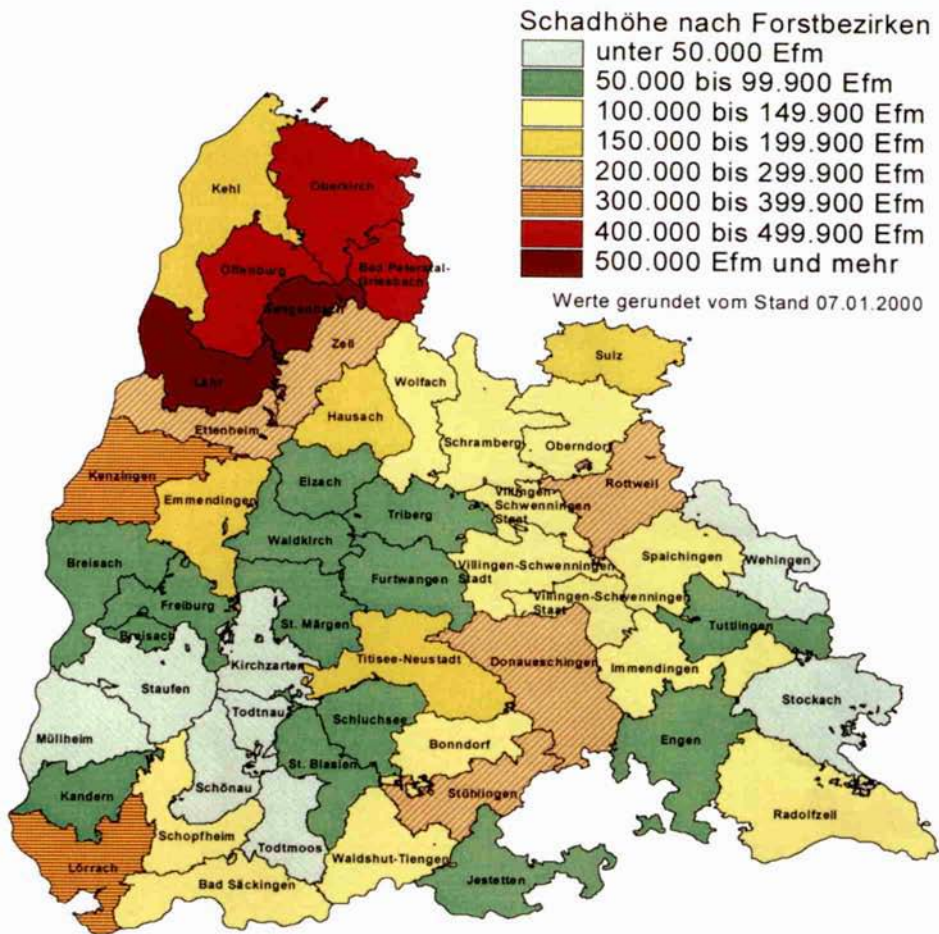 Schadhöhe nach Forstbezirken
unter 50.000 Efm
50.000 bis 99.900 Efm
100.000 bis 149.900 Efm
150.000 bis 199.900 Efm
200.000 bis 299.900 Efm
300.000 bis 399.900 Efm
400.000 bis 499.900 Efm
500.000 Efm und mehr
Werte gerundet vom Stand 07.01.2000
Kehl
Oberkirch
Offenburg
Bad Peterstal-
Griesbach
Gengenbach
Zell
Sulz
Lahr
Wolfach
Hausach
Ettenheim
Schramberg
Oberndorf
Kenzingen
Rottweil
Emmendingen
Elzach
Villingen-
Schwenningen
Staat
Triberg
Waldkirch
Breisach
Spaichingen
Wehingen
Villingen-Schwenningen
Stadt
Furtwangen
Freiburg
Villingen-Schwenningen
Staat
Tuttlingen
St. Märgen
Breisach
Kirchzarten
Titisee-Neustadt
Donaueschingen
Immendingen
Staufen
Stockach
Todtnau
Schluchsee
Müllheim
Bonndorf
Engen
St. Blasien
Schönau
Stühlingen
Kandern
Radolfzell
Schopfheim
Todtmoos
Waldshut-Tiengen
Lörrach
Bad Säckingen
Jestetten